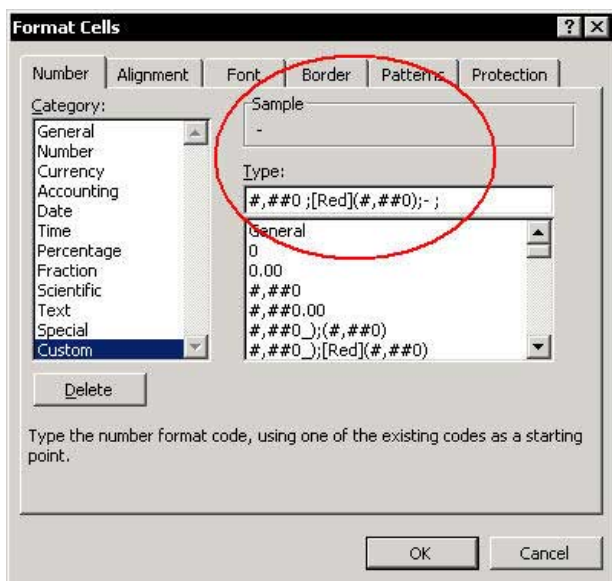 Format Cells
Number Alignment Font Border Patterns Protection
Category:
General
Number
Currency
Accounting
Date
Time
Percentage
Fraction
Scientific
Text
Special
Custom
Sample
-
Type:
#,##0 ;[Red](#,##0);- ;
General
0
0.00
#,##0
#,##0.00
#,##0_);(#,##0)
#,##0_);[Red](#,##0)
Delete
Type the number format code, using one of the existing codes as a starting
point.
OK Cancel